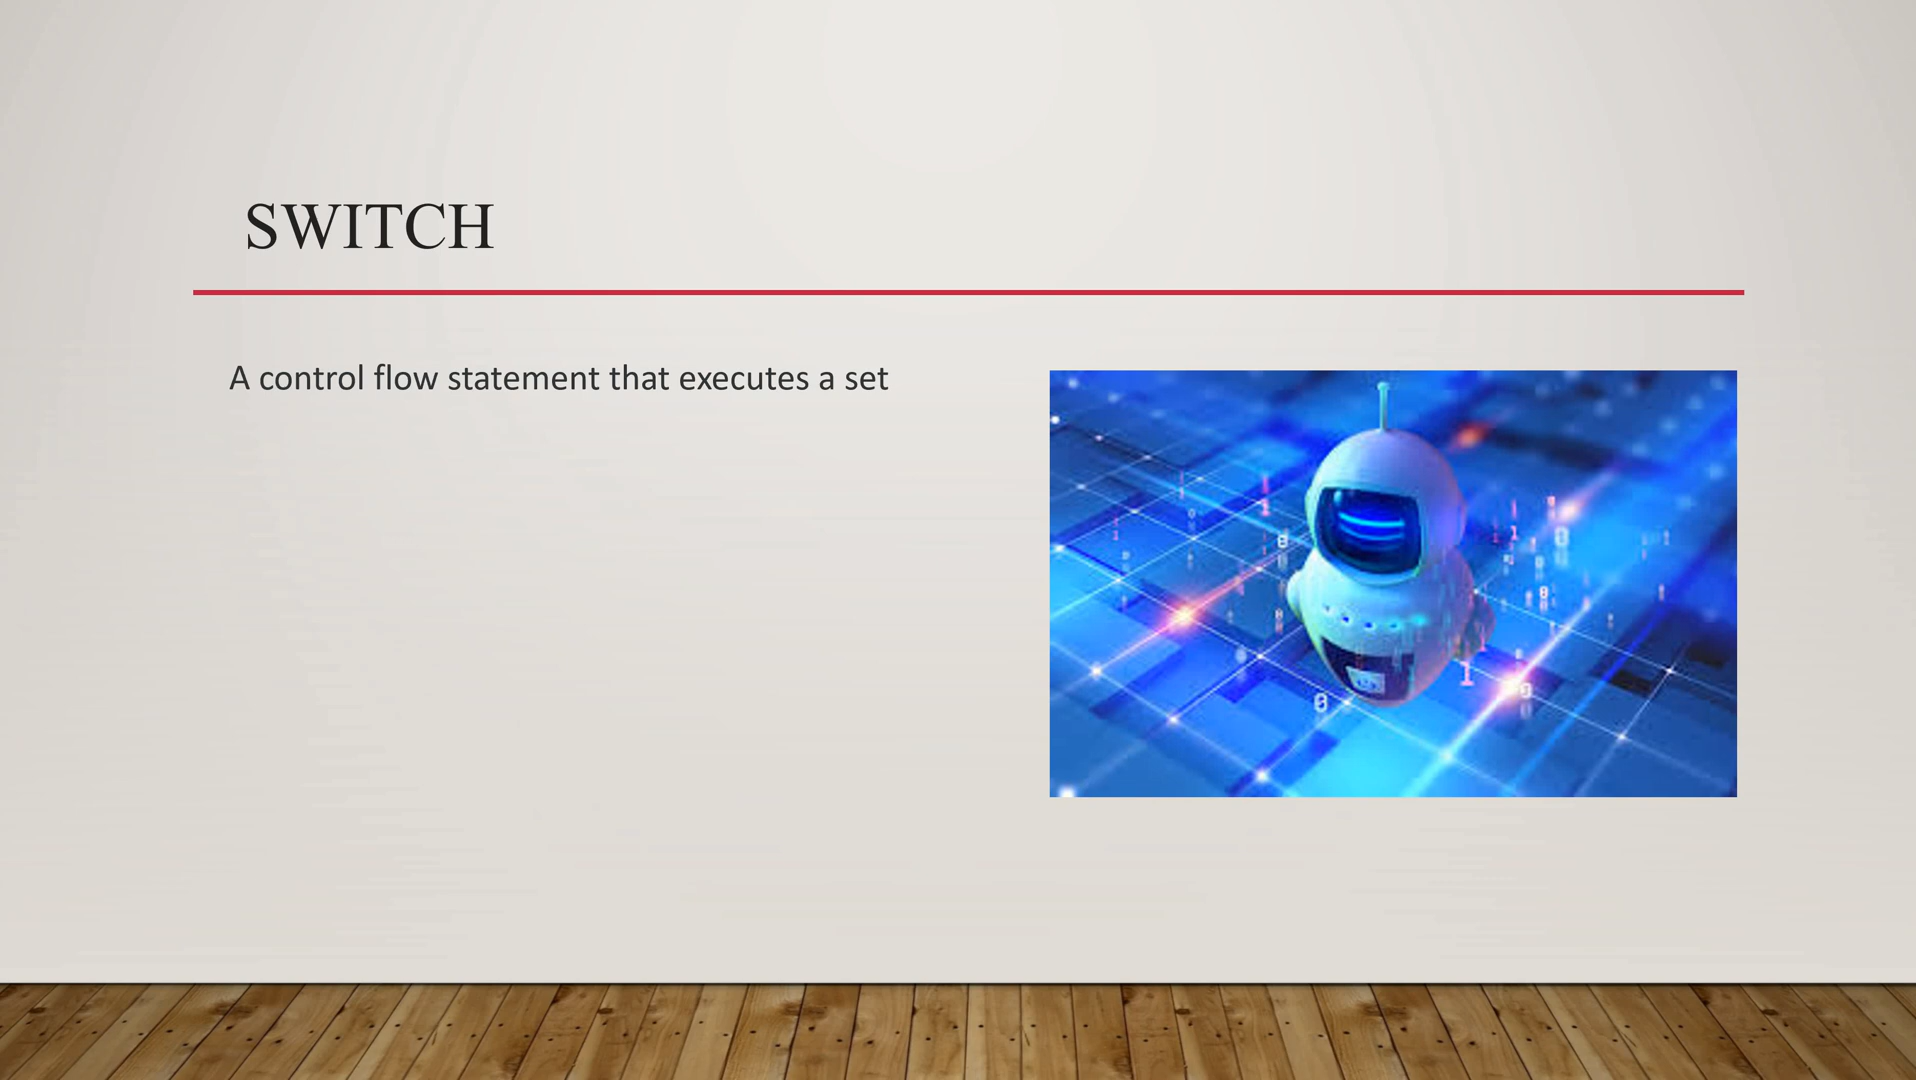 SWITCH
A control flow statement that executes a set